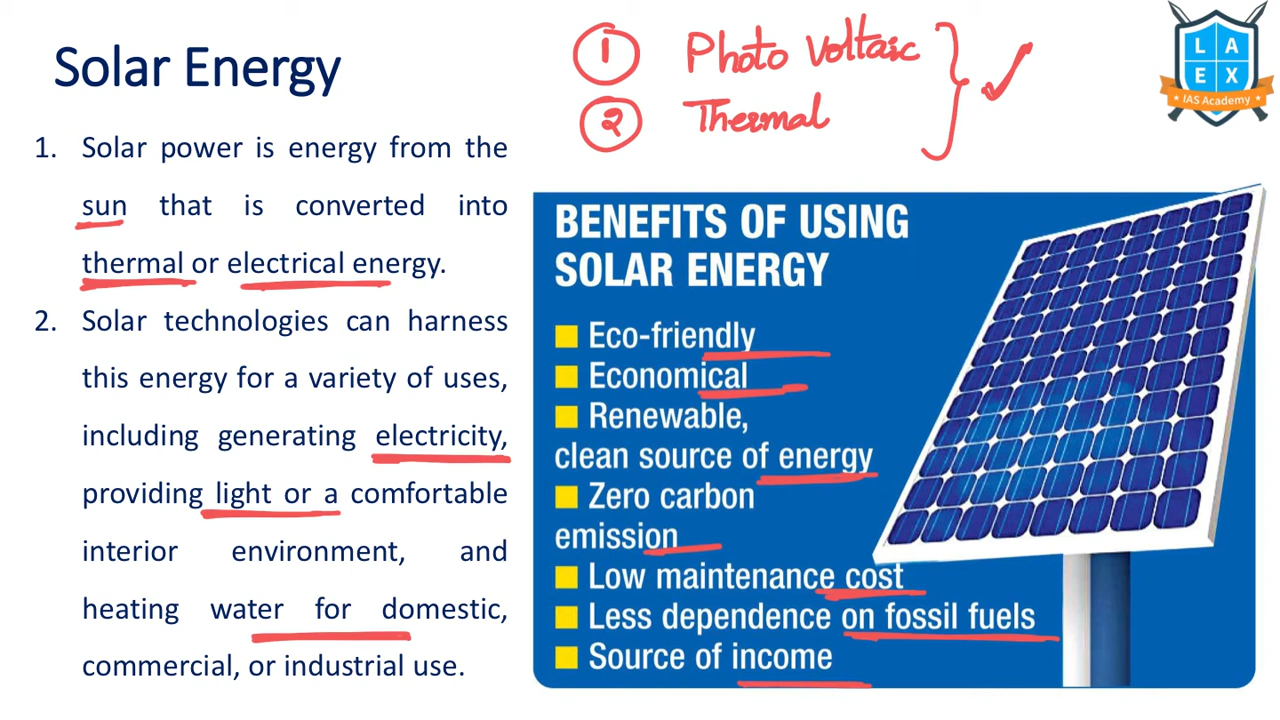 Solar Energy
1. Solar power is energy from the
sun that is converted into
thermal or electrical energy.
2. Solar technologies can harness
this energy for a variety of uses,
including generating electricity,
providing light or a comfortable
interior environment, and
heating water for domestic,
commercial, or industrial use.
1 Photo Voltaic
2 Thermal
L A
E X
IAS Academy
BENEFITS OF USING
SOLAR ENERGY
Eco-friendly
Economical
Renewable,
clean source of energy
Zero carbon
emission
Low maintenance cost
Less dependence on fossil fuels
Source of income